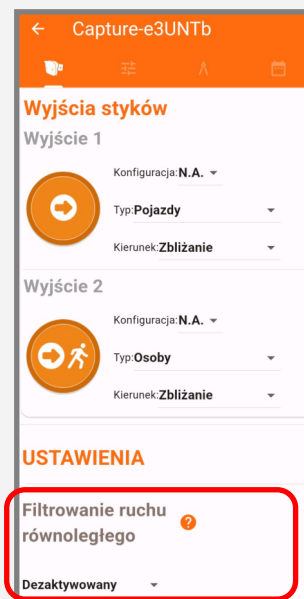 Capture-e3UNTb
Wyjścia styków
Wyjście 1
Konfiguracja: N.A.
Typ: Pojazdy
Kierunek: Zbliżanie
Wyjście 2
Konfiguracja: N.A.
Typ: Osoby
Kierunek: Zbliżanie
USTAWIENIA
Filtrowanie ruchu
równoległego
?
Dezaktywowany